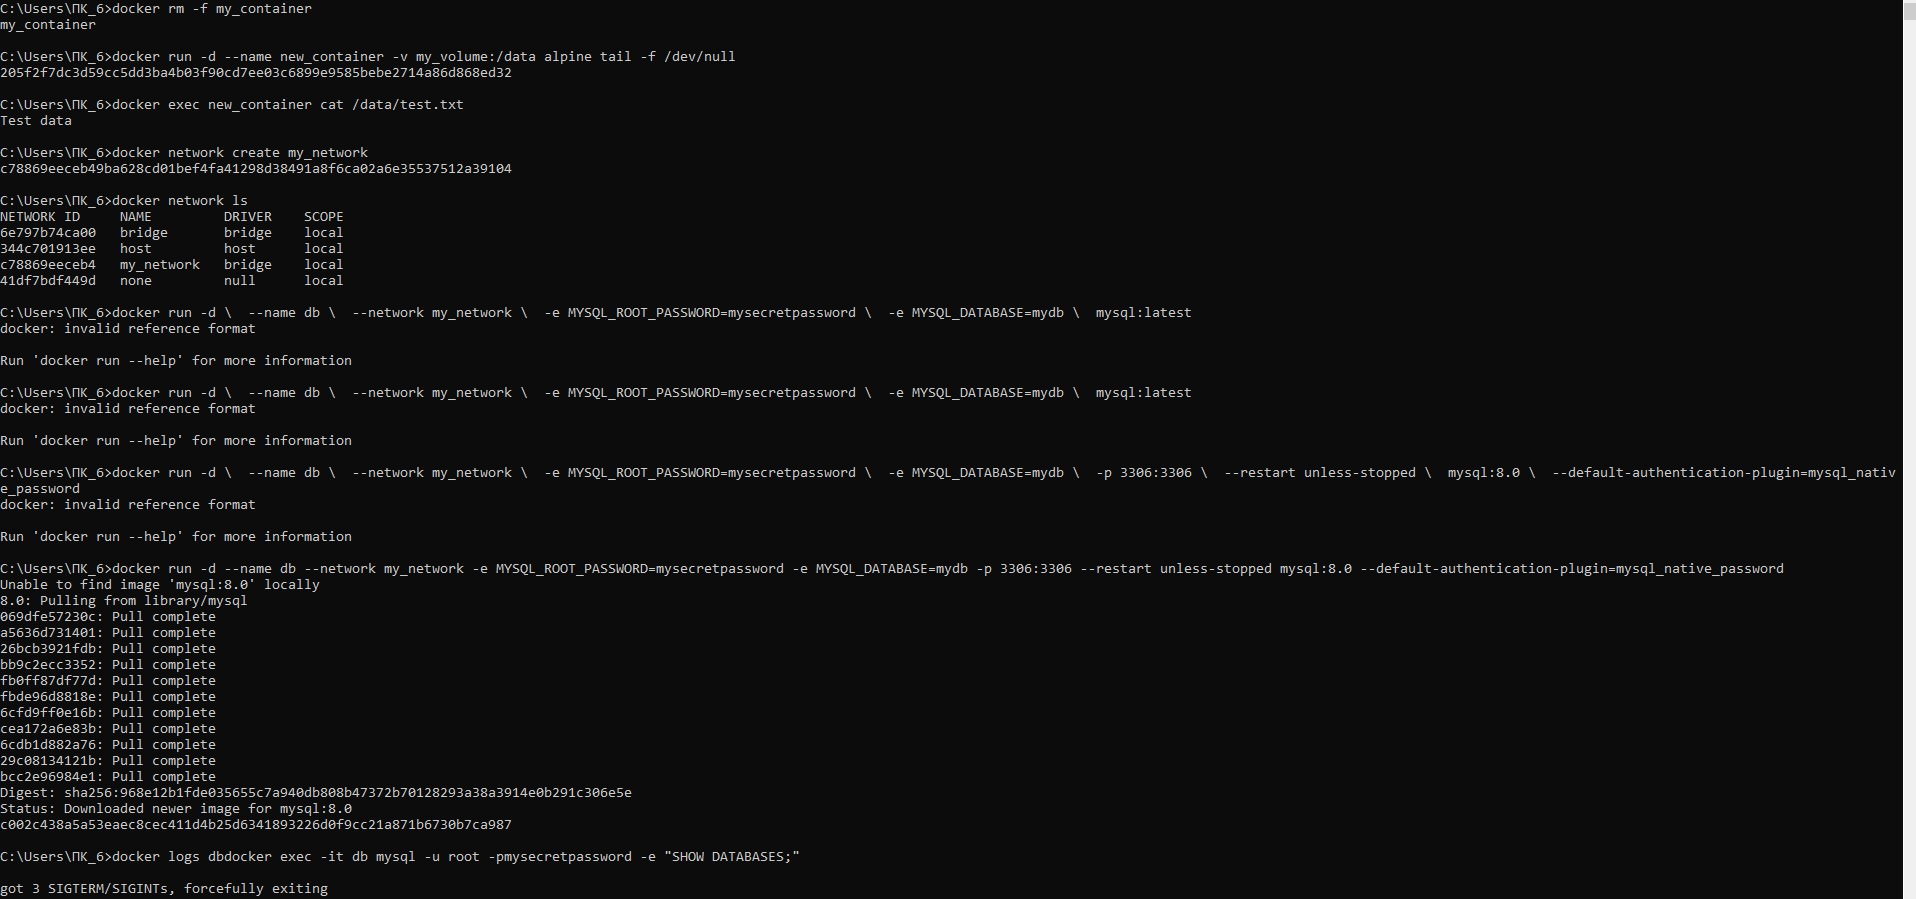 C:\Users\ПК_6>docker rm -f my_container
my_container
C:\Users\ПК_6>docker run -d --name new_container -v my_volume:/data alpine tail -f /dev/null
205f2f7dc3d59cc5dd3ba4b03f90cd7ee03c6899e9585bebe2714a86d868ed32
C:\Users\ПК_6>docker exec new_container cat /data/test.txt
Test data
C:\Users\ПК_6>docker network create my_network
c78869eeceb49ba628cd01bef4fa41298d38491a8f6ca02a6e35537512a39104
C:\Users\ПК_6>docker network ls
NETWORK ID     NAME         DRIVER    SCOPE
6e797b74ca00   bridge       bridge    local
344c701913ee   host         host      local
c78869eeceb4   my_network   bridge    local
41df7bdf449d   none         null      local
C:\Users\ПК_6>docker run -d \  --name db \  --network my_network \  -e MYSQL_ROOT_PASSWORD=mysecretpassword \  -e MYSQL_DATABASE=mydb \  mysql:latest
docker: invalid reference format
Run 'docker run --help' for more information
C:\Users\ПК_6>docker run -d \  --name db \  --network my_network \  -e MYSQL_ROOT_PASSWORD=mysecretpassword \  -e MYSQL_DATABASE=mydb \  mysql:latest
docker: invalid reference format
Run 'docker run --help' for more information
C:\Users\ПК_6>docker run -d \  --name db \  --network my_network \  -e MYSQL_ROOT_PASSWORD=mysecretpassword \  -e MYSQL_DATABASE=mydb \  -p 3306:3306 \  --restart unless-stopped \  mysql:8.0 \  --default-authentication-plugin=mysql_nativ
e_password
docker: invalid reference format
Run 'docker run --help' for more information
C:\Users\ПК_6>docker run -d --name db --network my_network -e MYSQL_ROOT_PASSWORD=mysecretpassword -e MYSQL_DATABASE=mydb -p 3306:3306 --restart unless-stopped mysql:8.0 --default-authentication-plugin=mysql_native_password
Unable to find image 'mysql:8.0' locally
8.0: Pulling from library/mysql
069dfe57230c: Pull complete
a5636d731401: Pull complete
26bcb3921fdb: Pull complete
bb9c2ecc3352: Pull complete
fb0ff87df77d: Pull complete
fbde96d8818e: Pull complete
6cfd9ff0e16b: Pull complete
cea172a6e83b: Pull complete
6cdb1d882a76: Pull complete
29c08134121b: Pull complete
bcc2e96984e1: Pull complete
Digest: sha256:968e12b1fde035655c7a940db808b47372b70128293a38a3914e0b291c306e5e
Status: Downloaded newer image for mysql:8.0
c002c438a5a53eaec8cec411d4b25d6341893226d0f9cc21a871b6730b7ca987
C:\Users\ПК_6>docker logs dbdocker exec -it db mysql -u root -pmysecretpassword -e "SHOW DATABASES;"
got 3 SIGTERM/SIGINTs, forcefully exiting